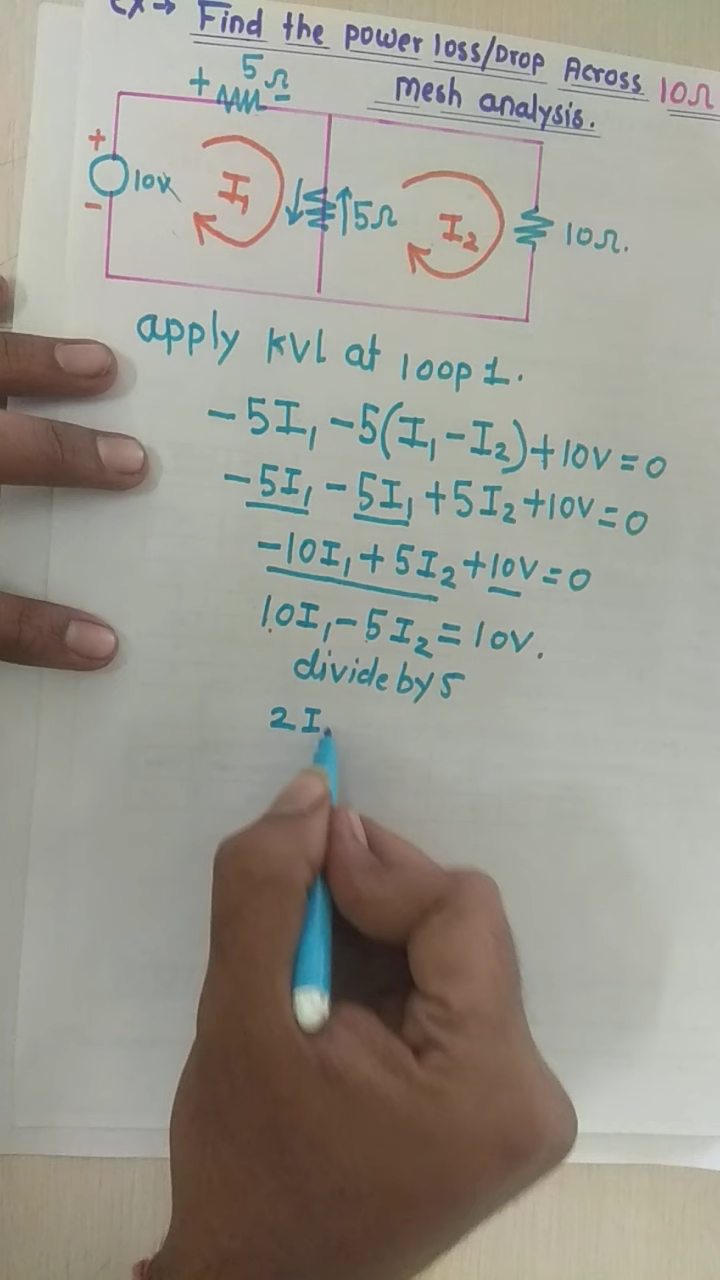 Ex→ Find the power loss/Drop Across 10Ω
mesh analysis.
+ 5Ω −
+
10V
−
I₁
5Ω
I₂
10Ω.
apply KVL at loop 1.
−5I₁ −5(I₁ −I₂)+10V=0
−5I₁ −5I₁ +5I₂ +10V=0
−10I₁ +5I₂ +10V=0
10I₁ −5I₂ =10V.
divide by 5
2I